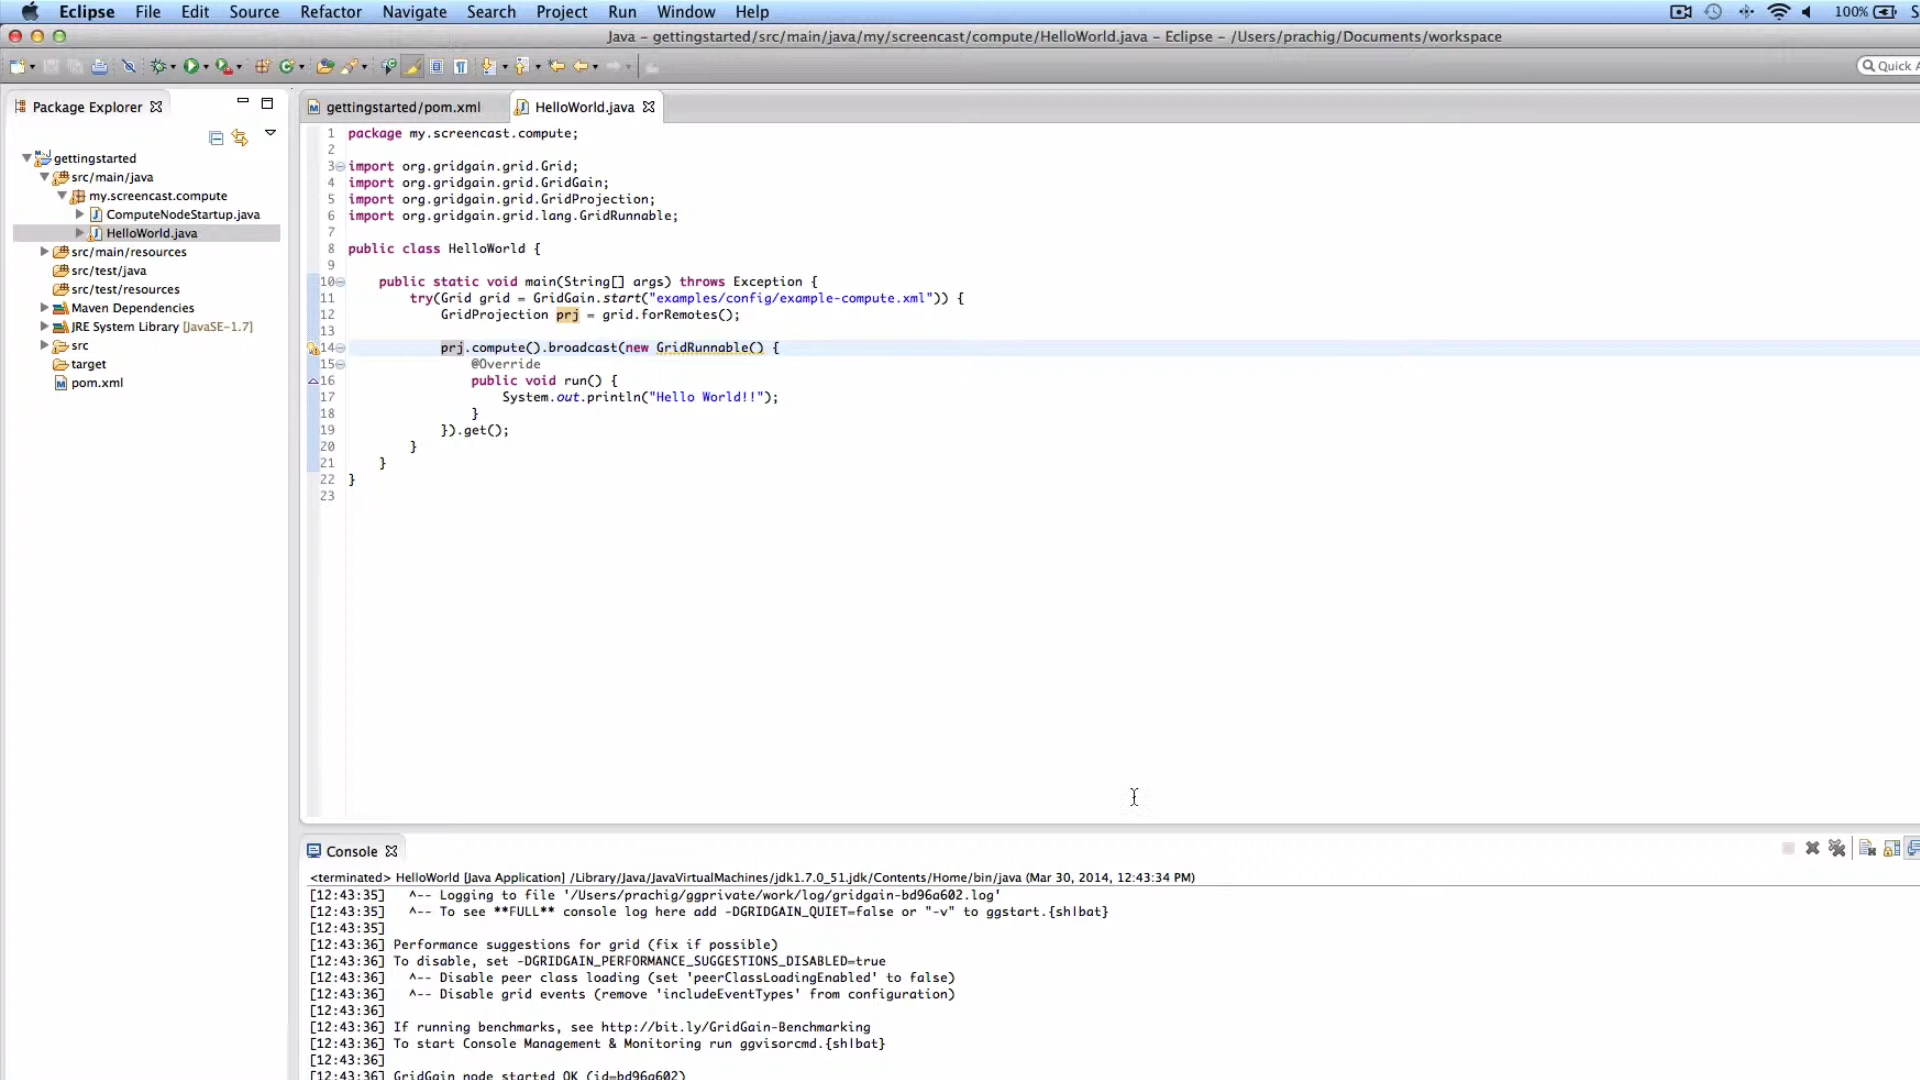 Eclipse File Edit Source Refactor Navigate Search Project Run Window Help 100%
Java – gettingstarted/src/main/java/my/screencast/compute/HelloWorld.java – Eclipse – /Users/prachig/Documents/workspace
Quick
Package Explorer
gettingstarted
src/main/java
my.screencast.compute
ComputeNodeStartup.java
HelloWorld.java
src/main/resources
src/test/java
src/test/resources
Maven Dependencies
JRE System Library [JavaSE-1.7]
src
target
pom.xml
gettingstarted/pom.xml HelloWorld.java
1 package my.screencast.compute;
2
3 import org.gridgain.grid.Grid;
4 import org.gridgain.grid.GridGain;
5 import org.gridgain.grid.GridProjection;
6 import org.gridgain.grid.lang.GridRunnable;
7
8 public class HelloWorld {
9
10 public static void main(String[] args) throws Exception {
11 try(Grid grid = GridGain.start("examples/config/example-compute.xml")) {
12 GridProjection prj = grid.forRemotes();
13
14 prj.compute().broadcast(new GridRunnable() {
15 @Override
16 public void run() {
17 System.out.println("Hello World!!");
18 }
19 }).get();
20 }
21 }
22 }
23
Console
<terminated> HelloWorld [Java Application] /Library/Java/JavaVirtualMachines/jdk1.7.0_51.jdk/Contents/Home/bin/java (Mar 30, 2014, 12:43:34 PM)
[12:43:35] ^-- Logging to file '/Users/prachig/ggprivate/work/log/gridgain-bd96a602.log'
[12:43:35] ^-- To see **FULL** console log here add -DGRIDGAIN_QUIET=false or "-v" to ggstart.{sh|bat}
[12:43:35]
[12:43:36] Performance suggestions for grid (fix if possible)
[12:43:36] To disable, set -DGRIDGAIN_PERFORMANCE_SUGGESTIONS_DISABLED=true
[12:43:36] ^-- Disable peer class loading (set 'peerClassLoadingEnabled' to false)
[12:43:36] ^-- Disable grid events (remove 'includeEventTypes' from configuration)
[12:43:36]
[12:43:36] If running benchmarks, see http://bit.ly/GridGain-Benchmarking
[12:43:36] To start Console Management & Monitoring run ggvisorcmd.{sh|bat}
[12:43:36]
[12:43:36] GridGain node started OK (id=bd96a602)